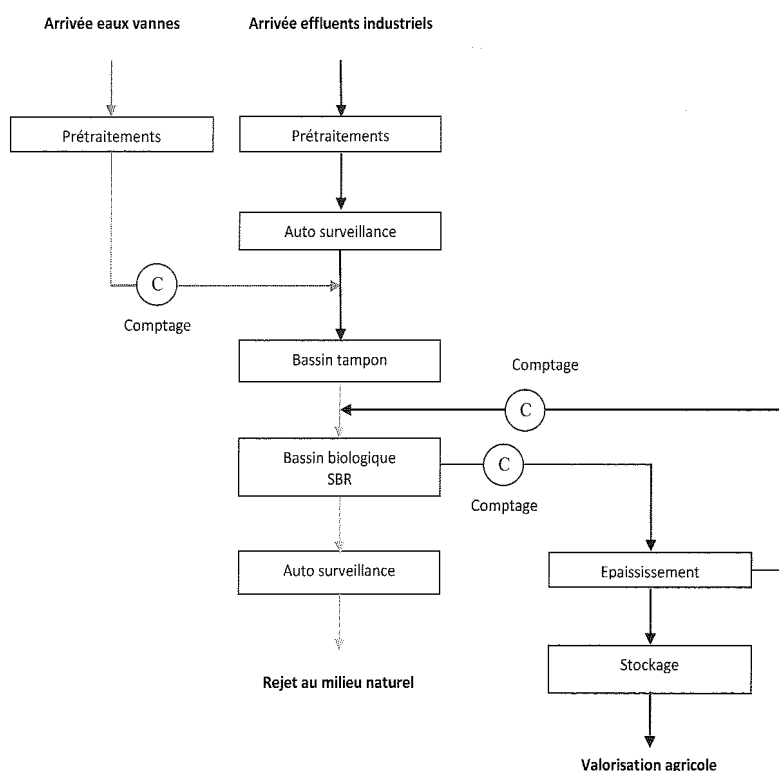 Arrivée eaux vannes
Arrivée effluents industriels
Prétraitements
Prétraitements
Auto surveillance
C
Comptage
Bassin tampon
Comptage
C
Bassin biologique
SBR
C
Comptage
Auto surveillance
Epaississement
Stockage
Rejet au milieu naturel
Valorisation agricole